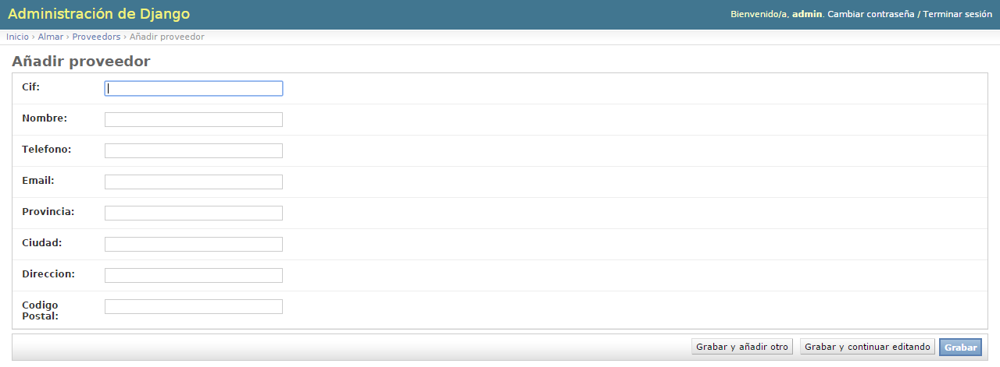 Administración de Django
Bienvenido/a, admin. Cambiar contraseña / Terminar sesión
Inicio › Almar › Proveedors › Añadir proveedor
Añadir proveedor
Cif:
Nombre:
Telefono:
Email:
Provincia:
Ciudad:
Direccion:
Codigo
Postal:
Grabar y añadir otro
Grabar y continuar editando
Grabar